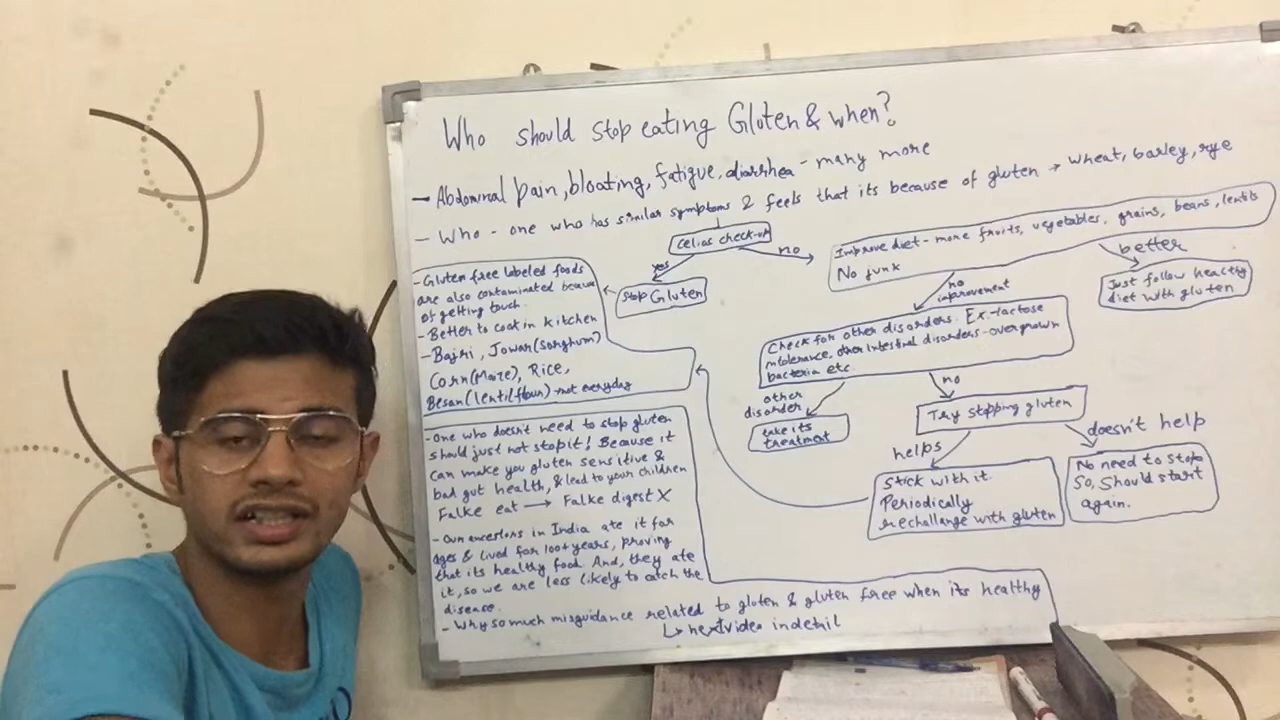 Who should stop eating Gloten & when?
- Abdominal pain, bloating, fatigue, diarrhea - many more
- Who - one who has similar symptoms & feels that its because of gluten → wheat, barley, rye
Celias check-up
yes
no
Stop Gluten
Improve diet - more fruits, vegetables, grains, beans, lentils
No junk
better
Just follow healthy
diet with gluten
no
improvement
Check for other disorders. Ex.- lactose
intolerance, other Intestinal disorders - overgrown
bacteria etc
other
disorder
take its
treatment
no
Try stopping gluten
helps
doesn't help
Stick with it
Periodically
rechallange with gluten
No need to stop
So, Should start
again.
- Gluten free labeled foods
are also contaminated because
of getting touch.
- Better to cook in kitchen
- Bajri, Jowar (Sorghum)
Corn (Maize), Rice,
Besan (lentil flour) - not everyday
- One who doesn't need to stop gluten
should just not stop it! Because it
can make you gluten sensitive &
bad gut health, & lead to your children
Falke eat → Falke digest X
- Our ancestors in India ate it for
ages & lived for 100+ years, proving
that its healthy food. And, they ate
it, so we are less likely to catch the
disease.
- Why so much misguidance related to gluten & gluten free when its healthy
↳ next video in detail